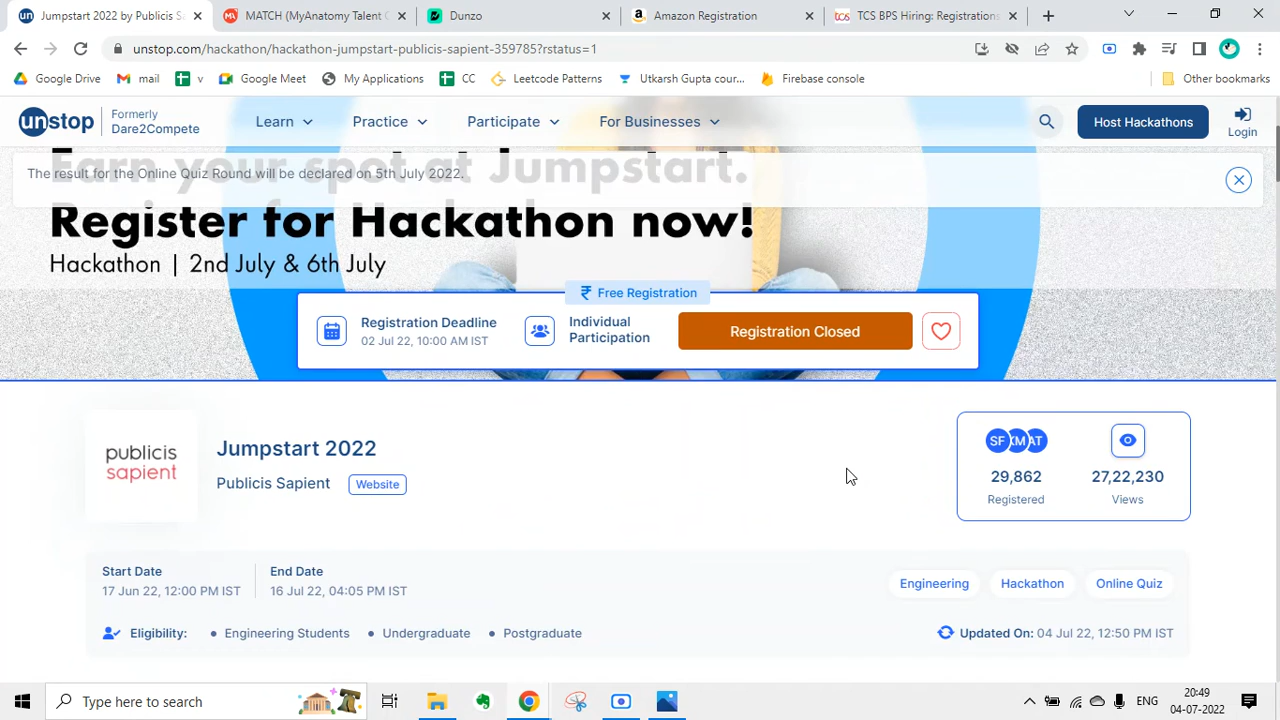 Jumpstart 2022 by Publicis S
MATCH (MyAnatomy Talent C
Dunzo
Amazon Registration
tcs TCS BPS Hiring: Registrations
unstop.com/hackathon/hackathon-jumpstart-publicis-sapient-359785?rstatus=1
Google Drive mail v Google Meet My Applications CC Leetcode Patterns Utkarsh Gupta cour... Firebase console Other bookmarks
unstop Formerly Dare2Compete
Learn Practice Participate For Businesses
Host Hackathons
Login
Earn your spot at Jumpstart.
The result for the Online Quiz Round will be declared on 5th July 2022.
Register for Hackathon now!
Hackathon | 2nd July & 6th July
₹ Free Registration
Registration Deadline
02 Jul 22, 10:00 AM IST
Individual
Participation
Registration Closed
publicis
sapient
Jumpstart 2022
Publicis Sapient Website
SF KM AT
29,862
Registered
27,22,230
Views
Start Date
17 Jun 22, 12:00 PM IST
End Date
16 Jul 22, 04:05 PM IST
Engineering Hackathon Online Quiz
Eligibility: • Engineering Students • Undergraduate • Postgraduate
Updated On: 04 Jul 22, 12:50 PM IST
Type here to search
ENG
20:49
04-07-2022